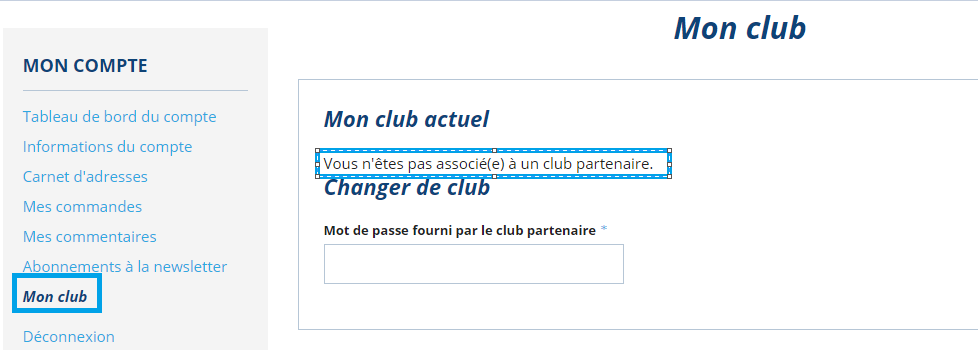 Mon club
MON COMPTE
Tableau de bord du compte
Informations du compte
Carnet d'adresses
Mes commandes
Mes commentaires
Abonnements à la newsletter
Mon club
Déconnexion
Mon club actuel
Vous n'êtes pas associé(e) à un club partenaire.
Changer de club
Mot de passe fourni par le club partenaire *